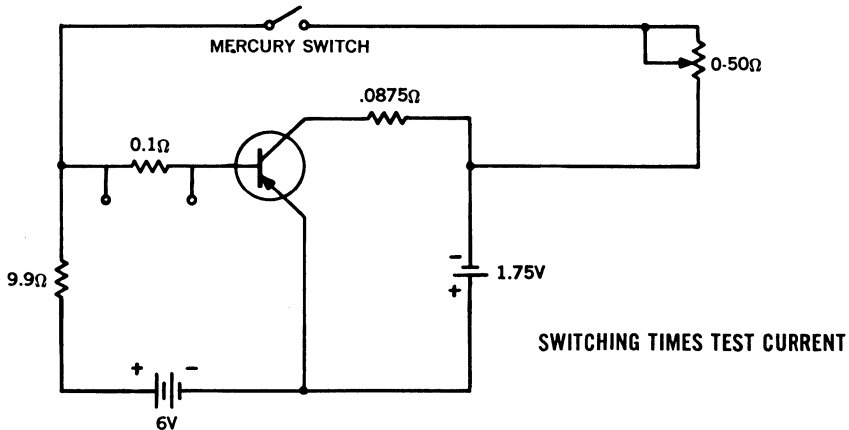 MERCURY SWITCH
0-50Ω
.0875Ω
0.1Ω
-
1.75V
+
9.9Ω
SWITCHING TIMES TEST CURRENT
+ -
6V